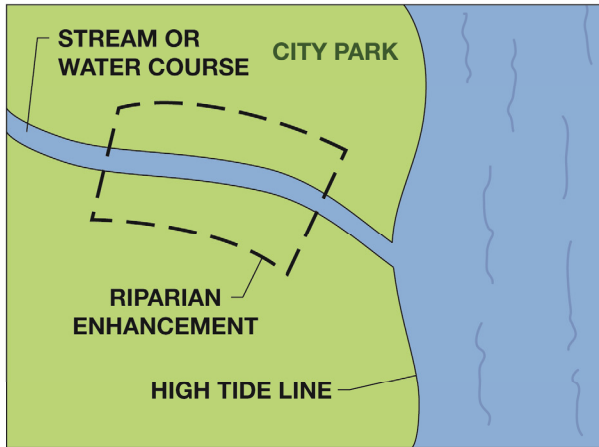 STREAM OR
WATER COURSE
CITY PARK
RIPARIAN
ENHANCEMENT
HIGH TIDE LINE